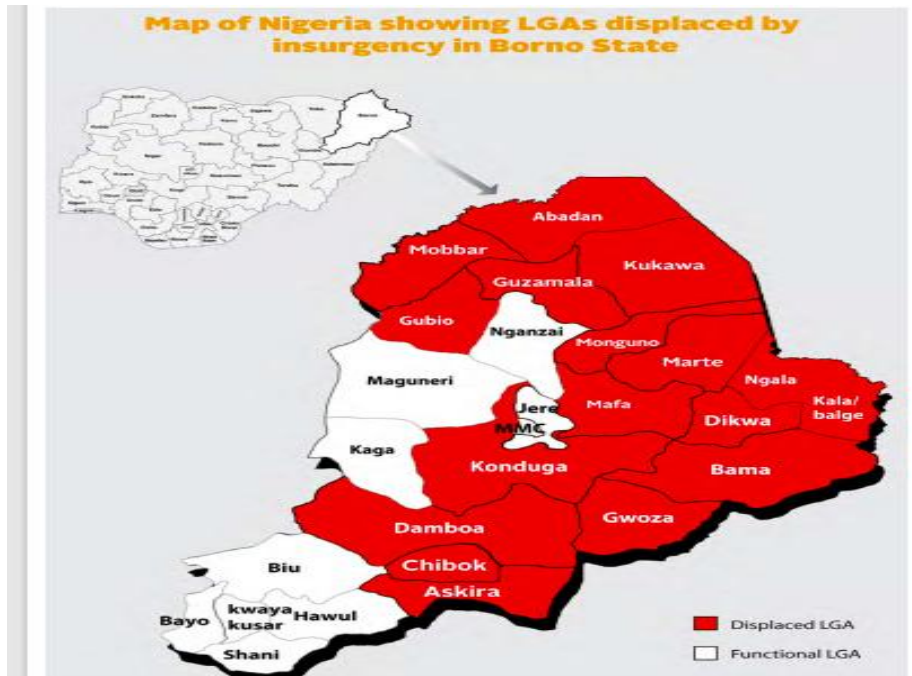 Map of Nigeria showing LGAs displaced by
insurgency in Borno State
Borno
Niger
Abadan
Mobbar
Kukawa
Guzamala
Gubio
Nganzai
Monguno
Marte
Maguneri
Ngala
Jere
Mafa
Kala/
balge
MMC
Dikwa
Kaga
Konduga
Bama
Gwoza
Damboa
Chibok
Biu
Askira
Bayo
kwaya
kusar
Hawul
Shani
Displaced LGA
Functional LGA